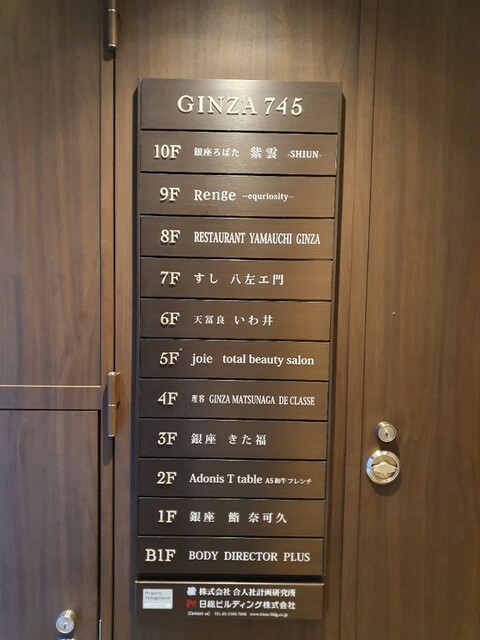 GINZA 745
10F 銀座ろばた 紫雲 -SHIUN-
9F Renge -equriosity-
8F RESTAURANT YAMAUCHI GINZA
7F すし 八左エ門
6F 天冨良 いわ井
5F joie total beauty salon
4F 理容 GINZA MATSUNAGA DE CLASSE
3F 銀座 きた福
2F Adonis T table A5和牛フレンチ
1F 銀座 鮨 奈可久
B1F BODY DIRECTOR PLUS
Property Management
株式会社 合人社計画研究所
日総ビルディング株式会社